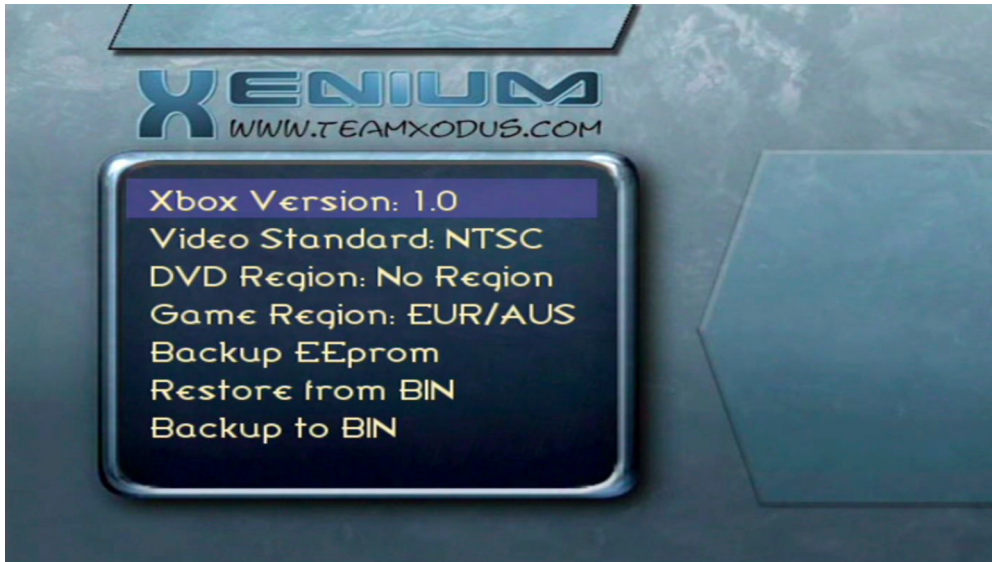 XENIUM
WWW.TEAMXODUS.COM
Xbox Version: 1.0
Video Standard: NTSC
DVD Region: No Region
Game Region: EUR/AUS
Backup EEprom
Restore from BIN
Backup to BIN